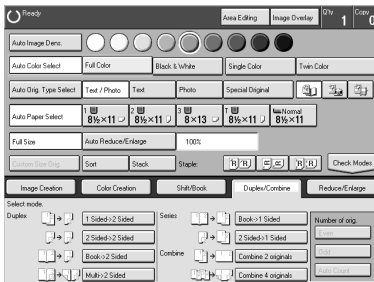 Ready Area Editing Image Overlay Q'ty 1 Copy 0
Auto Image Dens.
Auto Color Select Full Color Black & White Single Color Twin Color
Auto Orig. Type Select Text / Photo Text Photo Special Original
Auto Paper Select 1 8½×11 2 8½×11 3 8×13 T 8½×11 Normal 8½×11
Full Size Auto Reduce/Enlarge 100%
Custom Size Orig. Sort Stack Staple: Check Modes
Image Creation Color Creation Shift/Book Duplex/Combine Reduce/Enlarge
Select mode.
Duplex 1 Sided->2 Sided Series Book->1 Sided Number of orig.
2 Sided->2 Sided 2 Sided->1 Sided Even
Book->2 Sided Combine Combine 2 originals Odd
Multi->2 Sided Combine 4 originals Auto Count